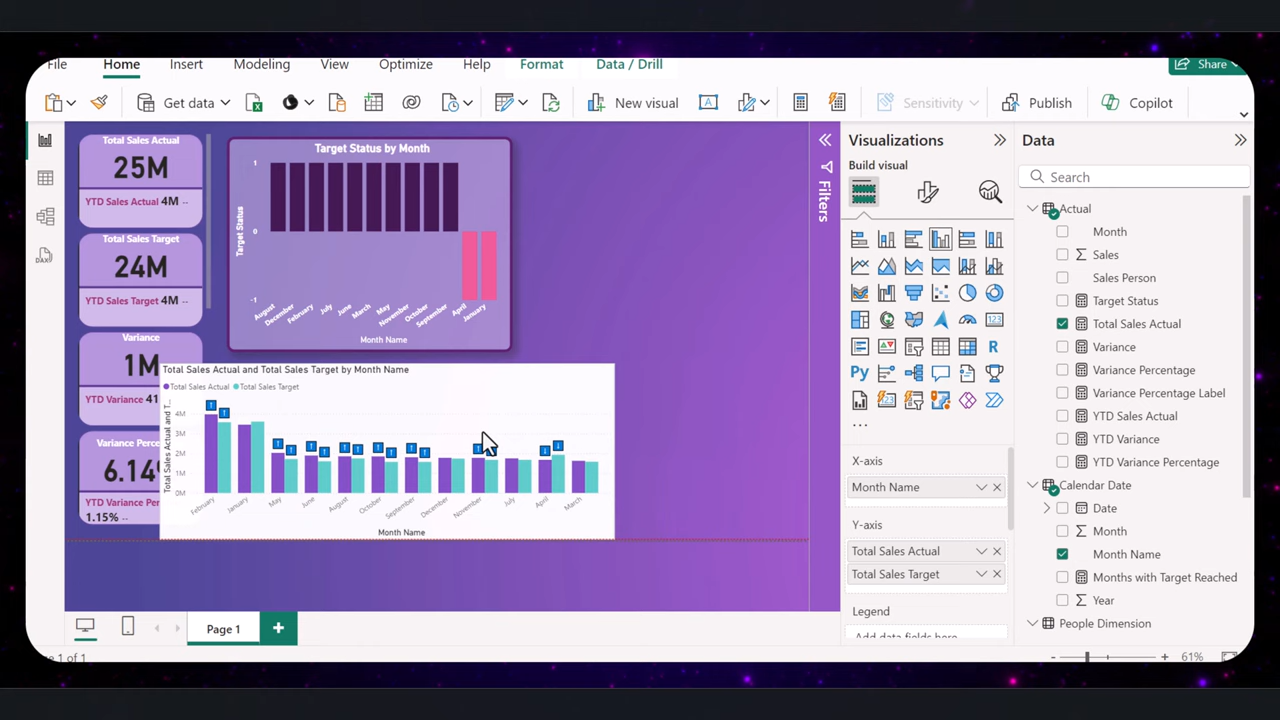 File Home Insert Modeling View Optimize Help Format Data / Drill Share
Get data New visual Sensitivity Publish Copilot
Total Sales Actual
25M
YTD Sales Actual 4M --
Total Sales Target
24M
YTD Sales Target 4M --
Variance
1M
YTD Variance 41
Variance Perce
6.149
YTD Variance Per
1.15% --
Target Status by Month
Target Status
1
0
-1
August December February July June March May November October September April January
Month Name
Total Sales Actual and Total Sales Target by Month Name
Total Sales Actual Total Sales Target
Total Sales Actual and T...
4M
3M
2M
1M
0M
February January May June August October September December November July April March
Month Name
Filters
Visualizations
Build visual
R
Py
123
...
X-axis
Month Name
Y-axis
Total Sales Actual
Total Sales Target
Legend
Add data fields here
Data
Search
Actual
Month
Sales
Sales Person
Target Status
Total Sales Actual
Variance
Variance Percentage
Variance Percentage Label
YTD Sales Actual
YTD Variance
YTD Variance Percentage
Calendar Date
Date
Month
Month Name
Months with Target Reached
Year
People Dimension
Page 1
1 of 1
- + 61%